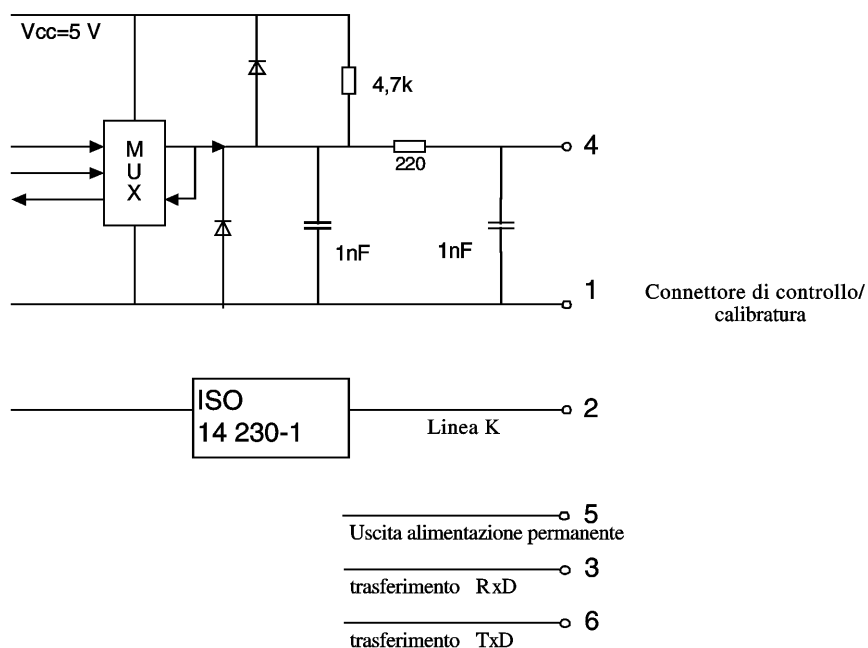 Vcc=5 V
4,7k
M
U
X
220
4
1nF
1nF
1
Connettore di controllo/
calibratura
ISO
14 230-1
Linea K
2
5
Uscita alimentazione permanente
3
trasferimento RxD
6
trasferimento TxD